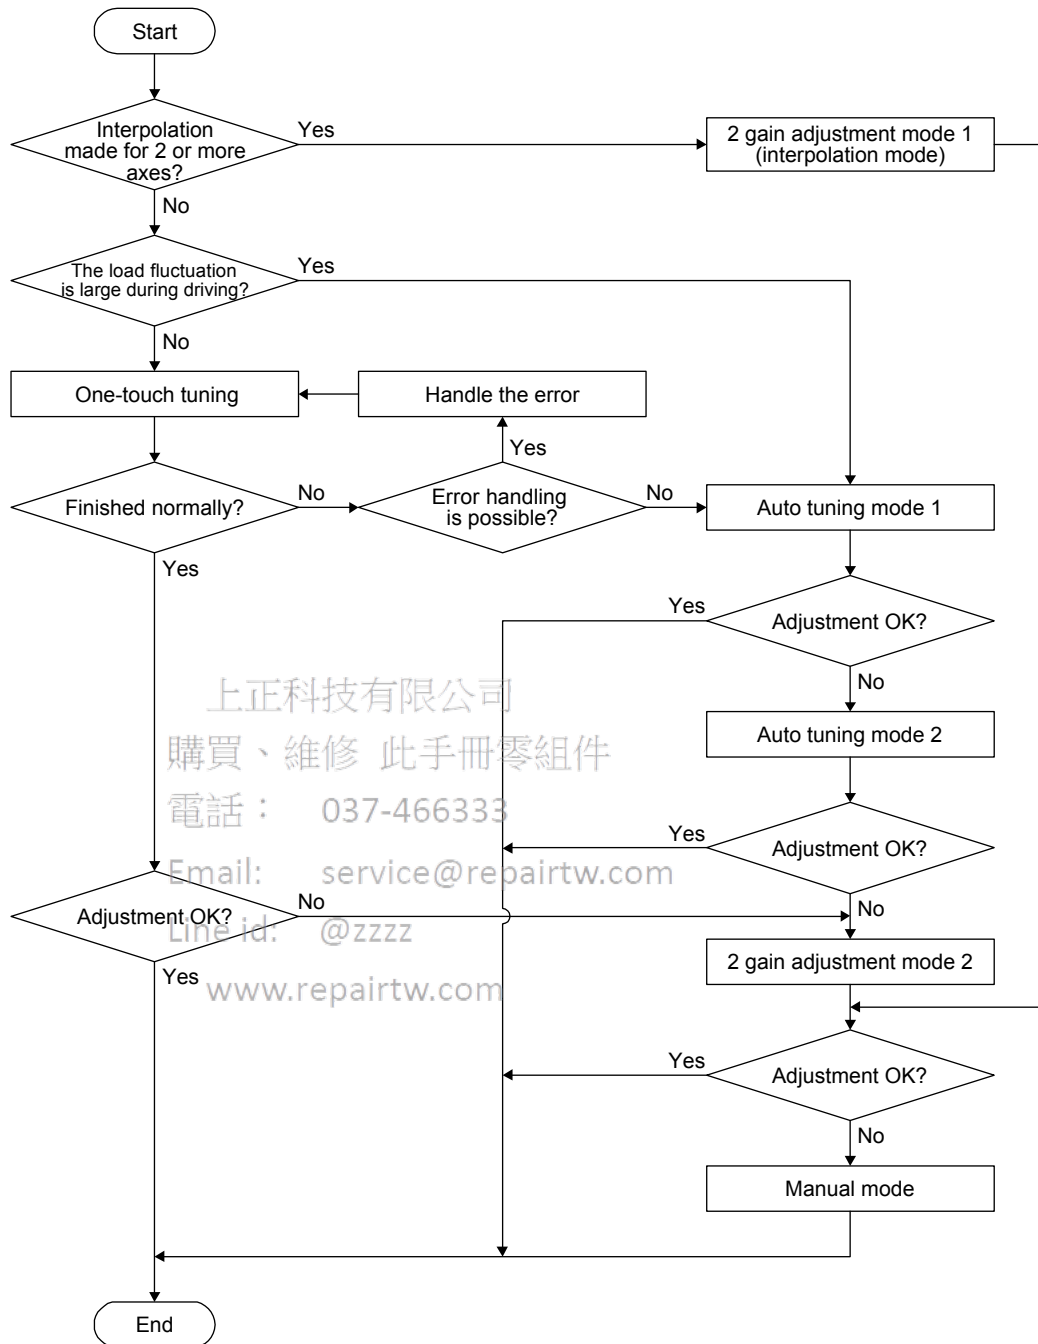 Start
Interpolation
made for 2 or more
axes?
Yes
2 gain adjustment mode 1
(interpolation mode)
No
The load fluctuation
is large during driving?
Yes
No
One-touch tuning
Handle the error
Yes
Finished normally?
No
Error handling
is possible?
No
Auto tuning mode 1
Yes
Yes
Adjustment OK?
No
上正科技有限公司
Auto tuning mode 2
購買、維修 此手冊零組件
電話： 037-466333
Yes
Adjustment OK?
Email: service@repairtw.com
No
No
Adjustment OK?
Line id: @zzzz
2 gain adjustment mode 2
Yes
www.repairtw.com
Yes
Adjustment OK?
No
Manual mode
End